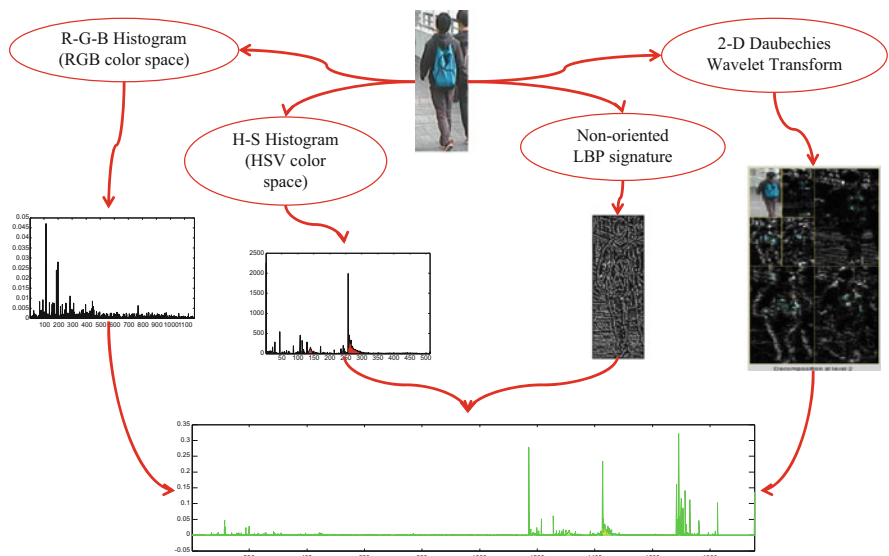 R-G-B Histogram
(RGB color space)
2-D Daubechies
Wavelet Transform
H-S Histogram
(HSV color
space)
Non-oriented
LBP signature
0.05
0.045
0.04
0.035
0.03
0.025
0.02
0.015
0.01
0.005
0
100 200 300 400 500 600 700 800 900 1000 1100
2500
2000
1500
1000
500
0
50 100 150 200 250 300 350 400 450 500
Decomposition at level 2
0.35
0.3
0.25
0.2
0.15
0.1
0.05
0
-0.05